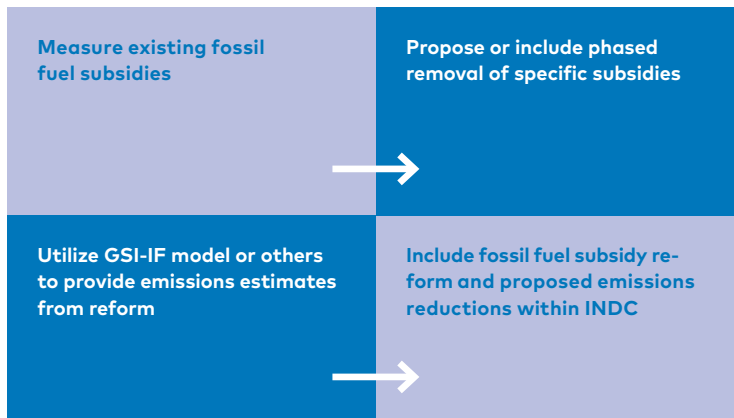 Measure existing fossil
fuel subsidies
Propose or include phased
removal of specific subsidies
Utilize GSI-IF model or others
to provide emissions estimates
from reform
Include fossil fuel subsidy re-
form and proposed emissions
reductions within INDC